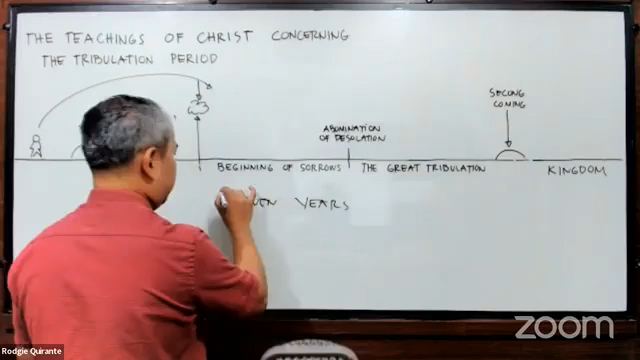 THE TEACHINGS OF CHRIST CONCERNING
THE TRIBULATION PERIOD
SECOND
COMING
ABOMINATION
OF DESOLATION
BEGINNING OF SORROWS
THE GREAT TRIBULATION
KINGDOM
YEARS
zoom
Rodgie Quirante